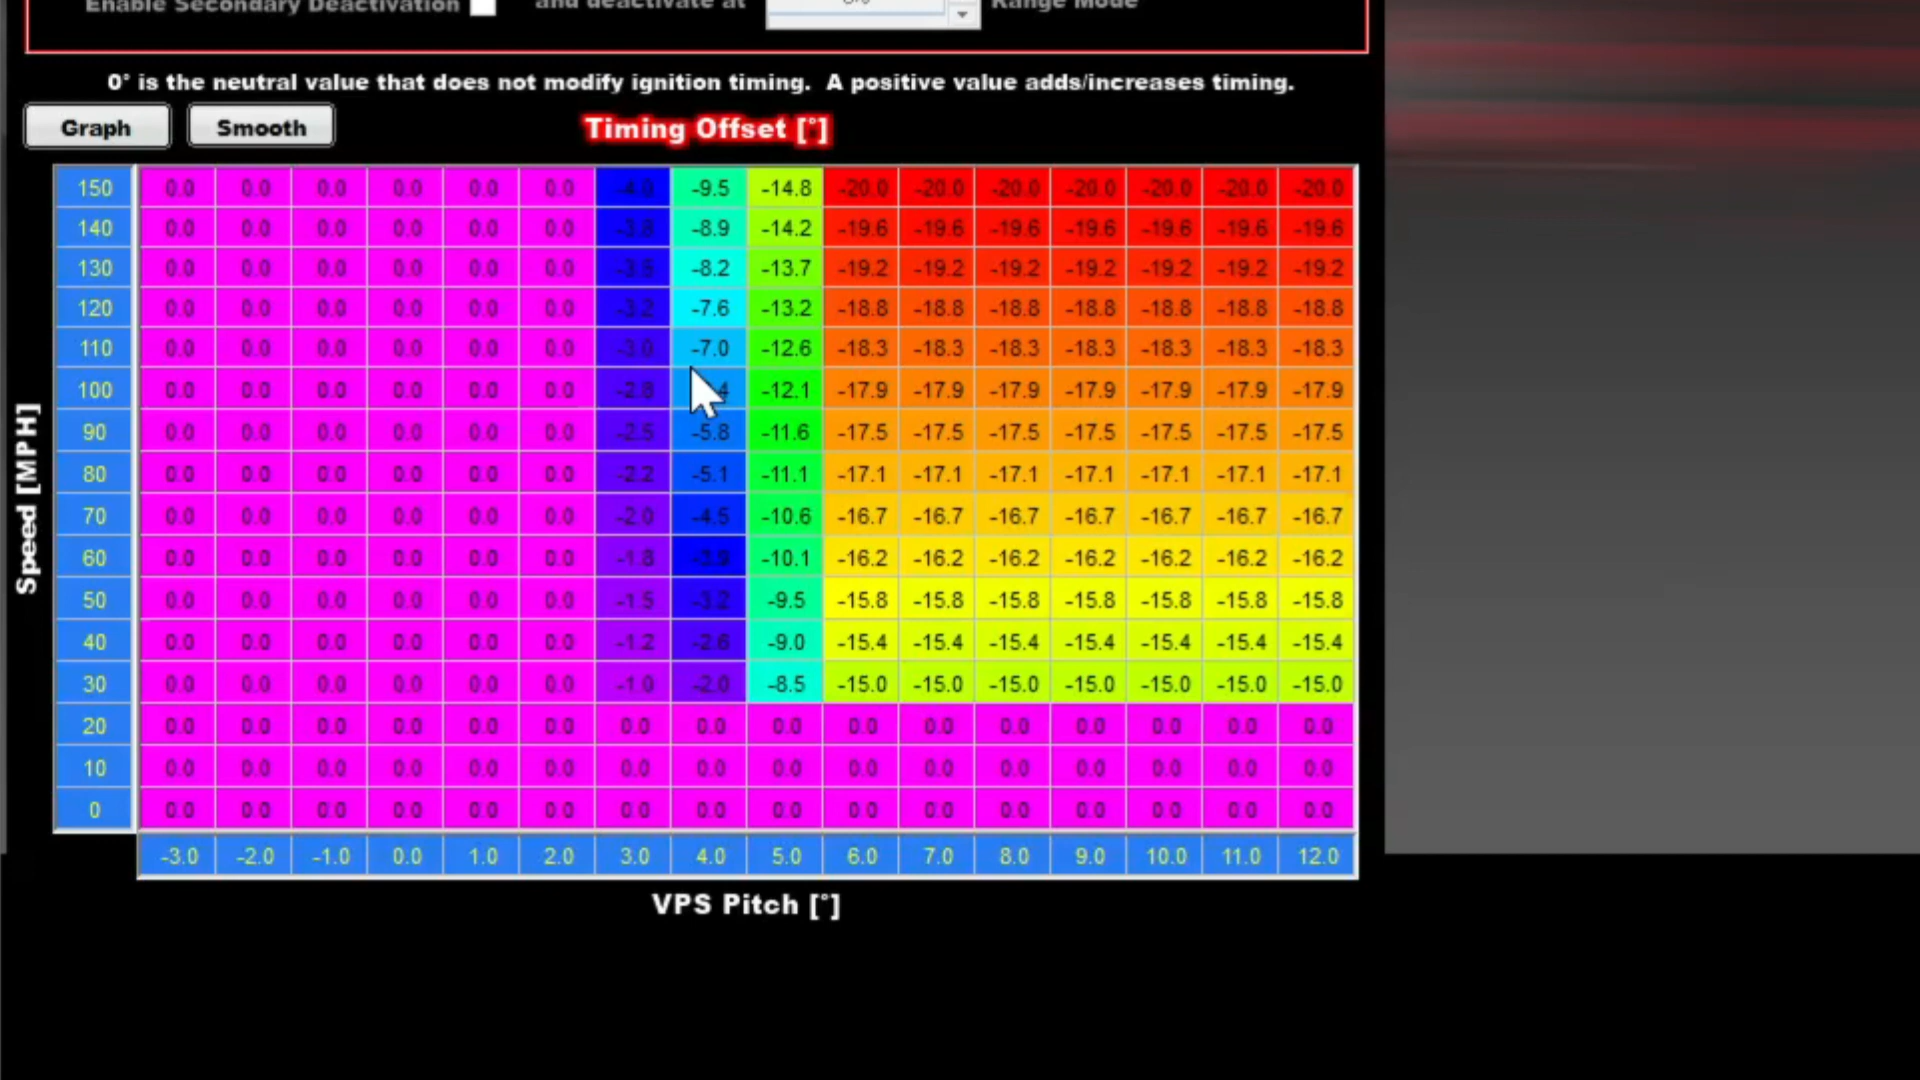 Enable Secondary Deactivation and deactivate at Range Mode
0° is the neutral value that does not modify ignition timing. A positive value adds/increases timing.
Graph Smooth Timing Offset [°]
150 0.0 0.0 0.0 0.0 0.0 0.0 -4.0 -9.5 -14.8 -20.0 -20.0 -20.0 -20.0 -20.0 -20.0 -20.0
140 0.0 0.0 0.0 0.0 0.0 0.0 -3.8 -8.9 -14.2 -19.6 -19.6 -19.6 -19.6 -19.6 -19.6 -19.6
130 0.0 0.0 0.0 0.0 0.0 0.0 -3.5 -8.2 -13.7 -19.2 -19.2 -19.2 -19.2 -19.2 -19.2 -19.2
120 0.0 0.0 0.0 0.0 0.0 0.0 -3.2 -7.6 -13.2 -18.8 -18.8 -18.8 -18.8 -18.8 -18.8 -18.8
110 0.0 0.0 0.0 0.0 0.0 0.0 -3.0 -7.0 -12.6 -18.3 -18.3 -18.3 -18.3 -18.3 -18.3 -18.3
100 0.0 0.0 0.0 0.0 0.0 0.0 -2.8 4 -12.1 -17.9 -17.9 -17.9 -17.9 -17.9 -17.9 -17.9
90 0.0 0.0 0.0 0.0 0.0 0.0 -2.5 -5.8 -11.6 -17.5 -17.5 -17.5 -17.5 -17.5 -17.5 -17.5
80 0.0 0.0 0.0 0.0 0.0 0.0 -2.2 -5.1 -11.1 -17.1 -17.1 -17.1 -17.1 -17.1 -17.1 -17.1
70 0.0 0.0 0.0 0.0 0.0 0.0 -2.0 -4.5 -10.6 -16.7 -16.7 -16.7 -16.7 -16.7 -16.7 -16.7
60 0.0 0.0 0.0 0.0 0.0 0.0 -1.8 -3.9 -10.1 -16.2 -16.2 -16.2 -16.2 -16.2 -16.2 -16.2
50 0.0 0.0 0.0 0.0 0.0 0.0 -1.5 -3.2 -9.5 -15.8 -15.8 -15.8 -15.8 -15.8 -15.8 -15.8
40 0.0 0.0 0.0 0.0 0.0 0.0 -1.2 -2.6 -9.0 -15.4 -15.4 -15.4 -15.4 -15.4 -15.4 -15.4
30 0.0 0.0 0.0 0.0 0.0 0.0 -1.0 -2.0 -8.5 -15.0 -15.0 -15.0 -15.0 -15.0 -15.0 -15.0
20 0.0 0.0 0.0 0.0 0.0 0.0 0.0 0.0 0.0 0.0 0.0 0.0 0.0 0.0 0.0 0.0
10 0.0 0.0 0.0 0.0 0.0 0.0 0.0 0.0 0.0 0.0 0.0 0.0 0.0 0.0 0.0 0.0
0 0.0 0.0 0.0 0.0 0.0 0.0 0.0 0.0 0.0 0.0 0.0 0.0 0.0 0.0 0.0 0.0
-3.0 -2.0 -1.0 0.0 1.0 2.0 3.0 4.0 5.0 6.0 7.0 8.0 9.0 10.0 11.0 12.0
Speed [MPH]
VPS Pitch [°]